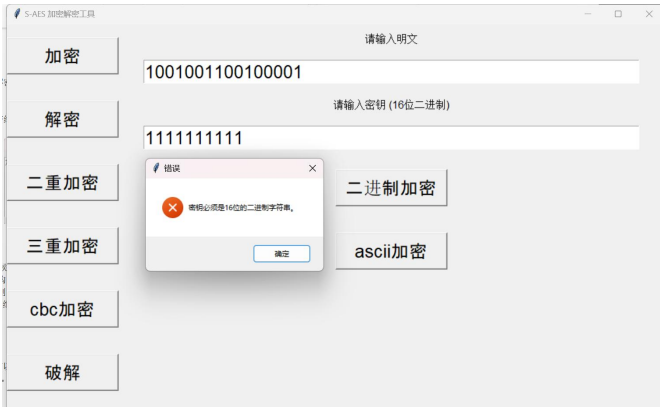 S-AES 加密解密工具
加密
解密
二重加密
三重加密
cbc加密
破解
请输入明文
1001001100100001
请输入密钥 (16位二进制)
1111111111
二进制加密
ascii加密
错误
密钥必须是16位的二进制字符串。
确定